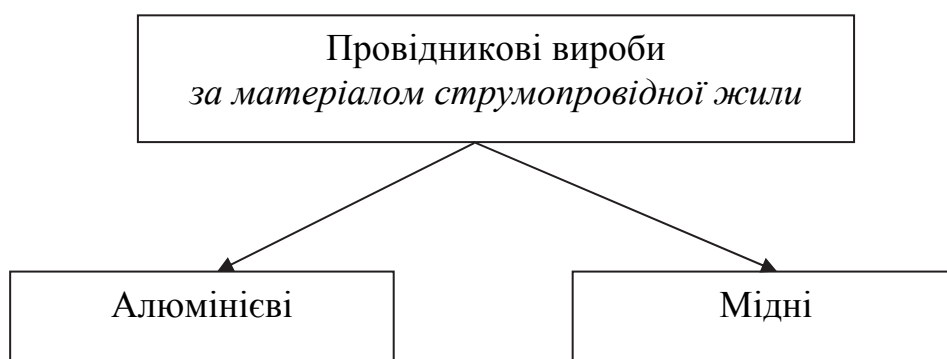 Провідникові вироби
за матеріалом струмопровідної жили
Алюмінієві
Мідні